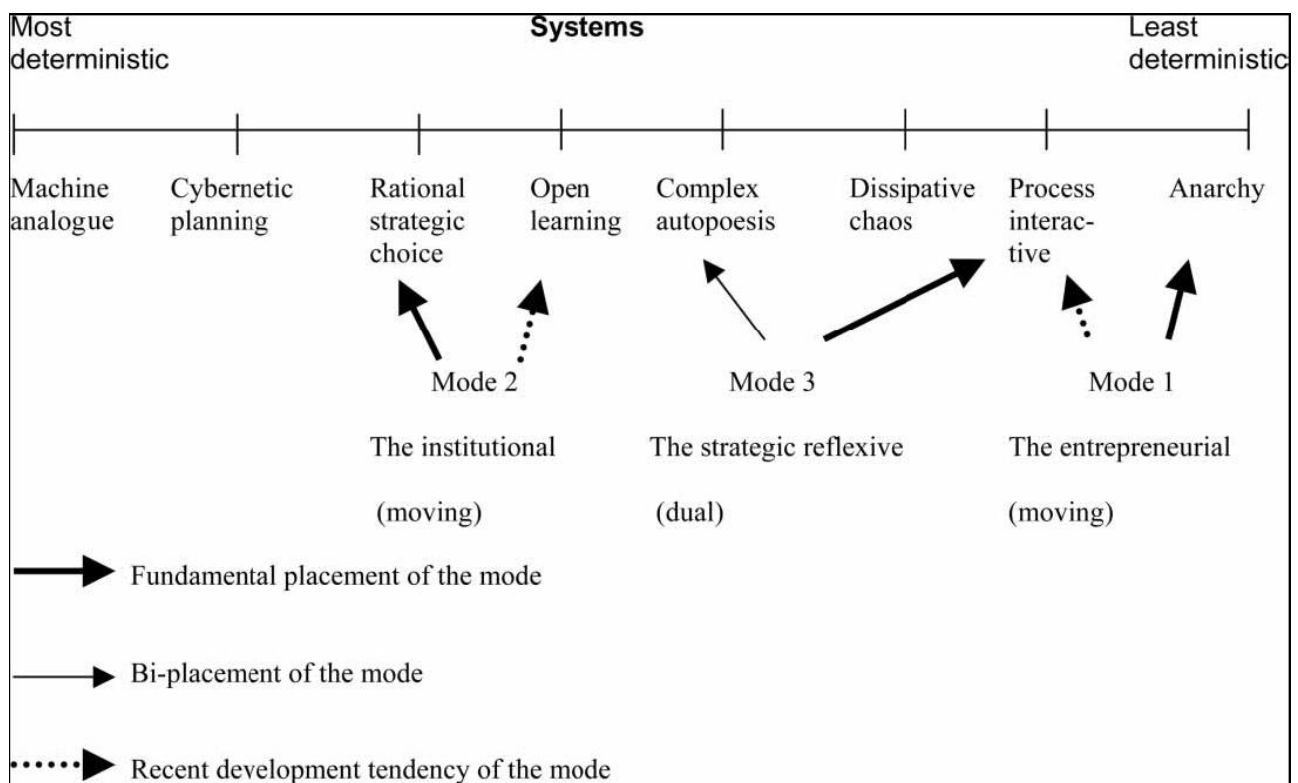 Most deterministic
Systems
Least deterministic
Machine analogue
Cybernetic planning
Rational strategic choice
Open learning
Complex autopoesis
Dissipative chaos
Process interac-tive
Anarchy
Mode 2
Mode 3
Mode 1
The institutional
The strategic reflexive
The entrepreneurial
(moving)
(dual)
(moving)
Fundamental placement of the mode
Bi-placement of the mode
Recent development tendency of the mode